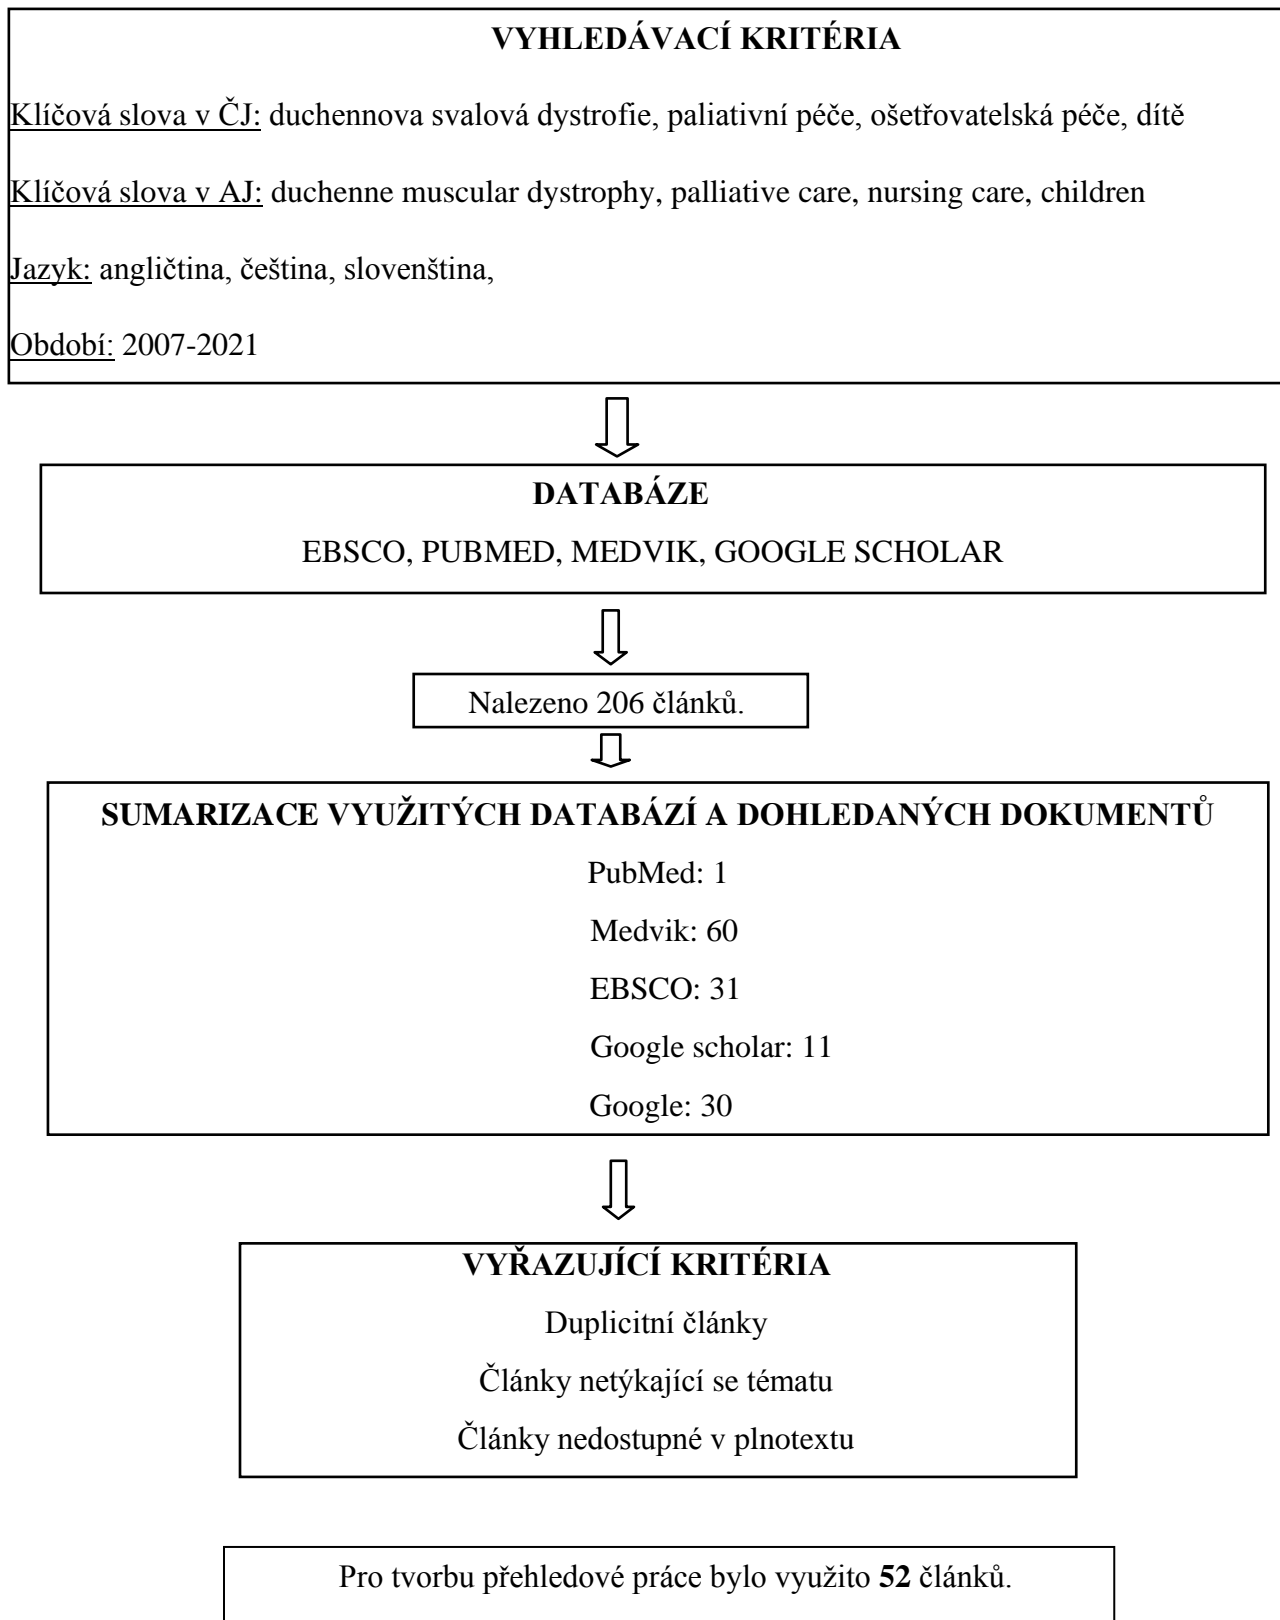 VYHLEDÁVACÍ KRITÉRIA
Klíčová slova v ČJ: duchennova svalová dystrofie, paliativní péče, ošetřovatelská péče, dítě
Klíčová slova v AJ: duchenne muscular dystrophy, palliative care, nursing care, children
Jazyk: angličtina, čeština, slovenština,
Období: 2007-2021
DATABÁZE
EBSCO, PUBMED, MEDVIK, GOOGLE SCHOLAR
Nalezeno 206 článků.
SUMARIZACE VYUŽITÝCH DATABÁZÍ A DOHLEDANÝCH DOKUMENTŮ
PubMed: 1
Medvik: 60
EBSCO: 31
Google scholar: 11
Google: 30
VYŘAZUJÍCÍ KRITÉRIA
Duplicitní články
Články netýkající se tématu
Články nedostupné v plnotextu
Pro tvorbu přehledové práce bylo využito 52 článků.